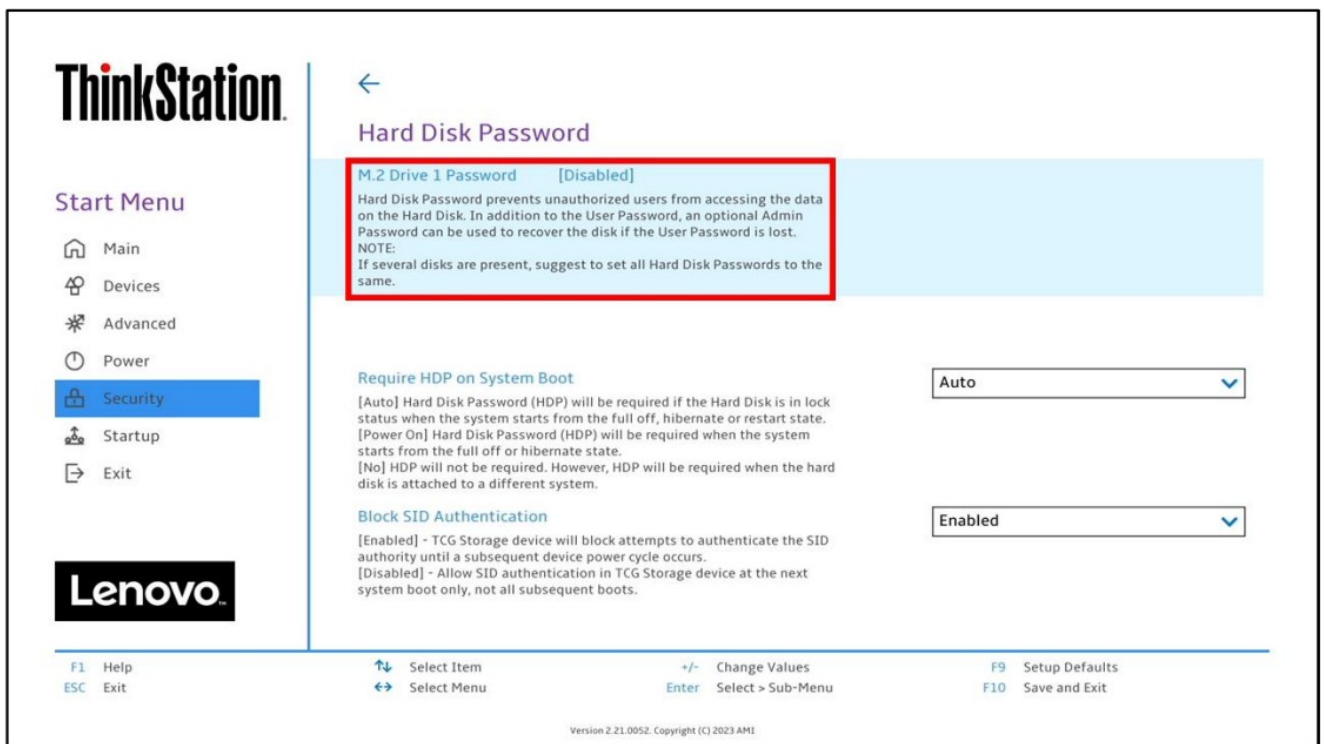 ThinkStation
Start Menu
Main
Devices
Advanced
Power
Security
Startup
Exit
Lenovo
Hard Disk Password
M.2 Drive 1 Password [Disabled]
Hard Disk Password prevents unauthorized users from accessing the data
on the Hard Disk. In addition to the User Password, an optional Admin
Password can be used to recover the disk if the User Password is lost.
NOTE:
If several disks are present, suggest to set all Hard Disk Passwords to the
same.
Require HDP on System Boot
Auto
[Auto] Hard Disk Password (HDP) will be required if the Hard Disk is in lock
status when the system starts from the full off, hibernate or restart state.
[Power On] Hard Disk Password (HDP) will be required when the system
starts from the full off or hibernate state.
[No] HDP will not be required. However, HDP will be required when the hard
disk is attached to a different system.
Block SID Authentication
Enabled
[Enabled] - TCG Storage device will block attempts to authenticate the SID
authority until a subsequent device power cycle occurs.
[Disabled] - Allow SID authentication in TCG Storage device at the next
system boot only, not all subsequent boots.
F1 Help
ESC Exit
↑↓ Select Item
↔ Select Menu
+/- Change Values
Enter Select > Sub-Menu
F9 Setup Defaults
F10 Save and Exit
Version 2.21.0052. Copyright (C) 2023 AMI